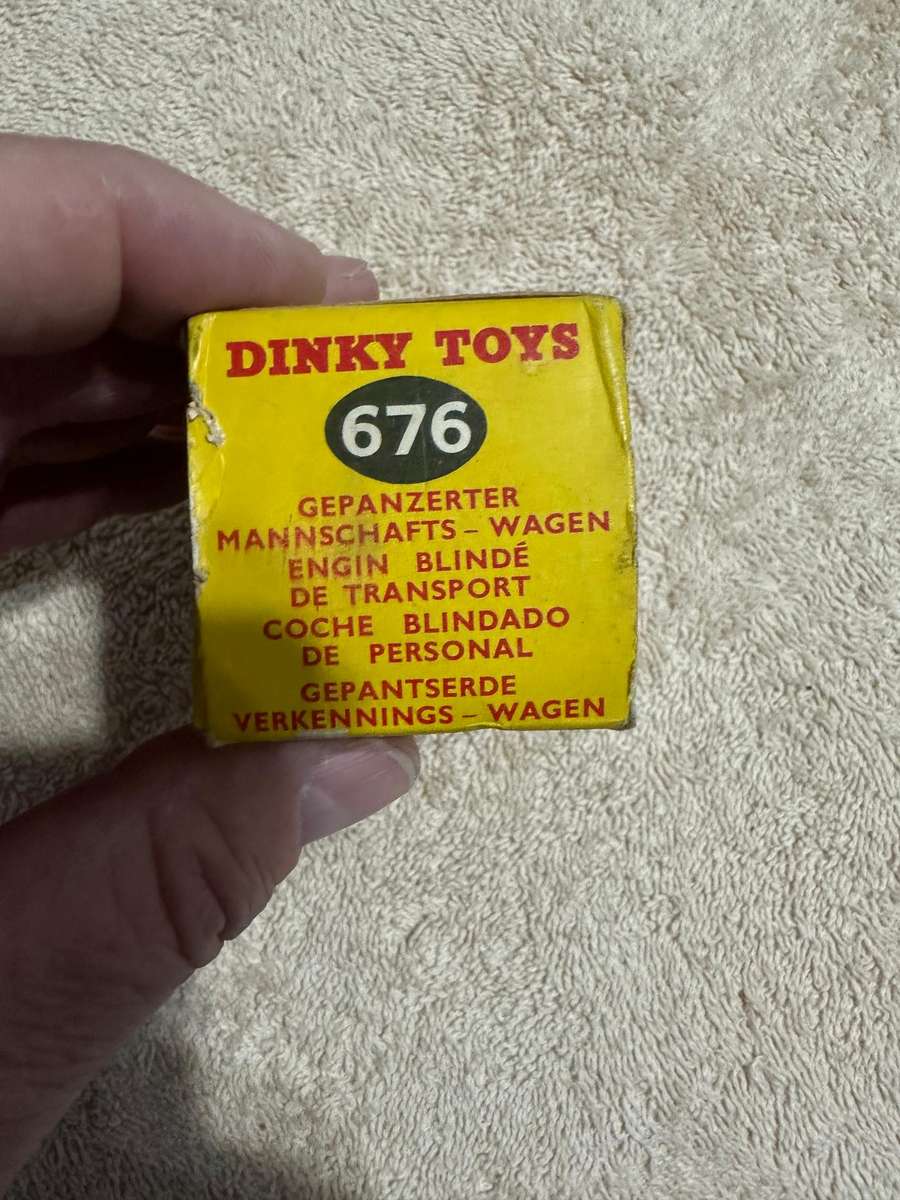 DINKY TOYS
676
GEPANZERTER
MANNSCHAFTS – WAGEN
ENGIN BLINDÉ
DE TRANSPORT
COCHE BLINDADO
DE PERSONAL
GEPANTSERDE
VERKENNINGS – WAGEN